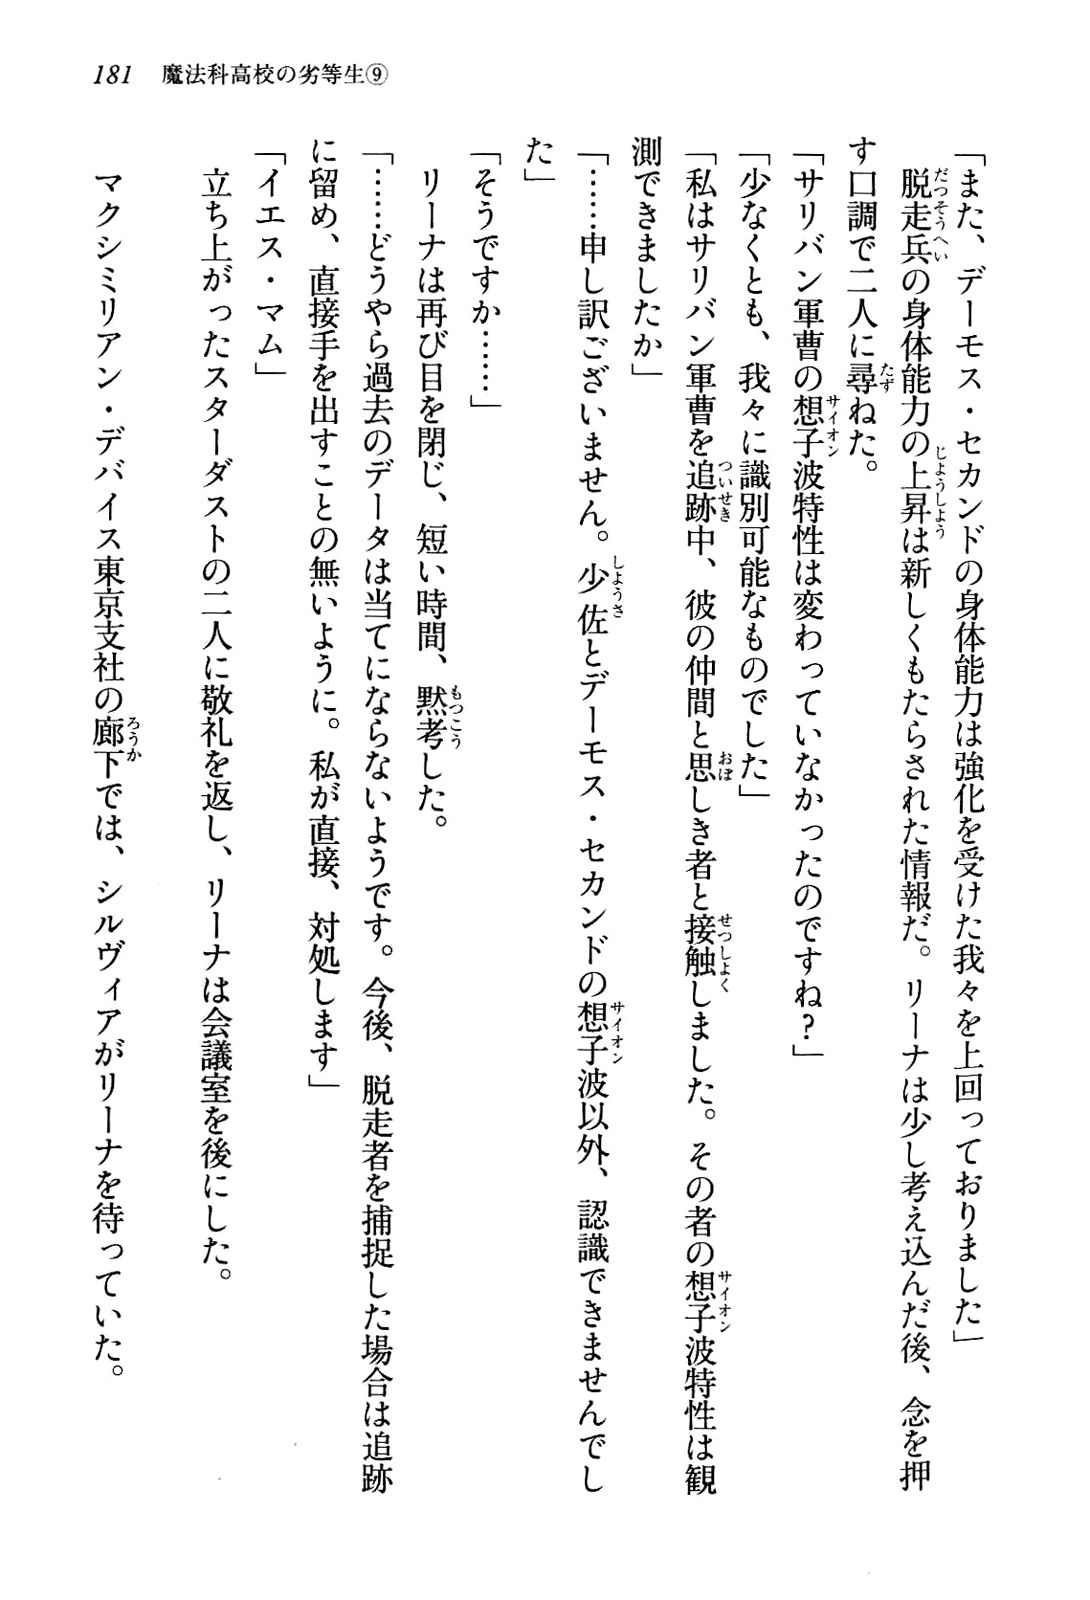 181　魔法科高校の劣等生⑨
「また、デーモス・セカンドの身体能力は強化を受けた我々を上回っておりました」
　脱走兵の身体能力の上昇は新しくもたらされた情報だ。リーナは少し考え込んだ後、念を押
す口調で二人に尋ねた。
「サリバン軍曹の想子波特性は変わっていなかったのですね？」
「少なくとも、我々に識別可能なものでした」
「私はサリバン軍曹を追跡中、彼の仲間と思しき者と接触しました。その者の想子波特性は観
測できましたか」
「……申し訳ございません。少佐とデーモス・セカンドの想子波以外、認識できませんでし
た」
「そうですか……」
　リーナは再び目を閉じ、短い時間、黙考した。
「……どうやら過去のデータは当てにならないようです。今後、脱走者を捕捉した場合は追跡
に留め、直接手を出すことの無いように。私が直接、対処します」
「イエス・マム」
　立ち上がったスターダストの二人に敬礼を返し、リーナは会議室を後にした。
　マクシミリアン・デバイス東京支社の廊下では、シルヴィアがリーナを待っていた。